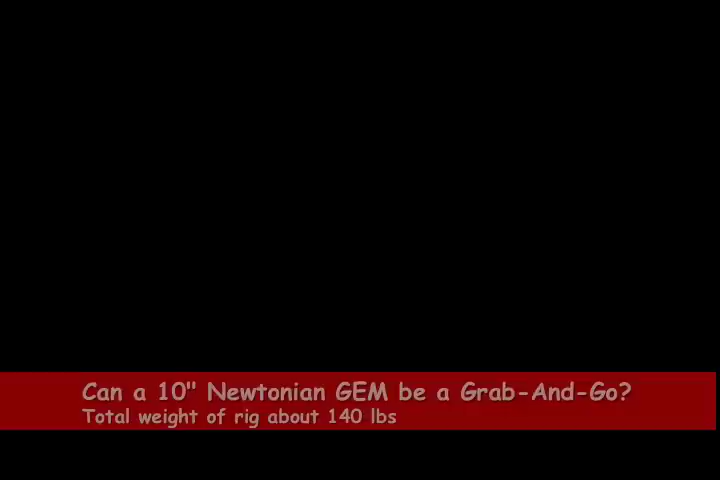 Can a 10" Newtonian GEM be a Grab-And-Go?
Total weight of rig about 140 lbs